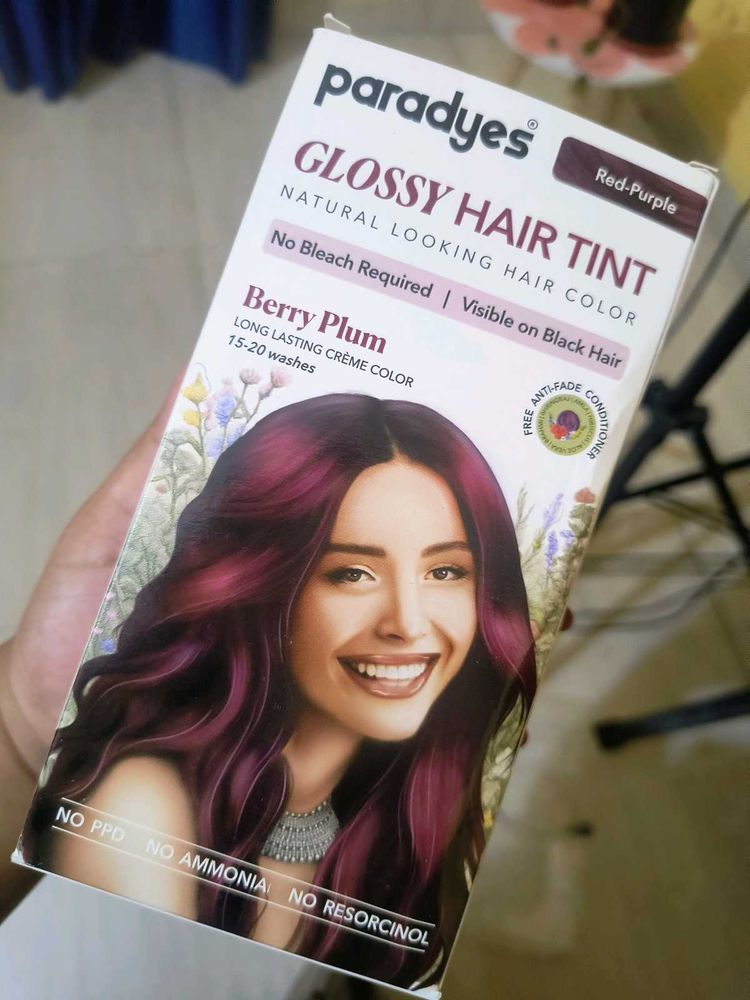 paradyes®
Red-Purple
GLOSSY HAIR TINT
NATURAL LOOKING HAIR COLOR
No Bleach Required | Visible on Black Hair
Berry Plum
LONG LASTING CRÈME COLOR
15-20 washes
FREE ANTI-FADE CONDITIONER
NO PPD NO AMMONIA NO RESORCINOL